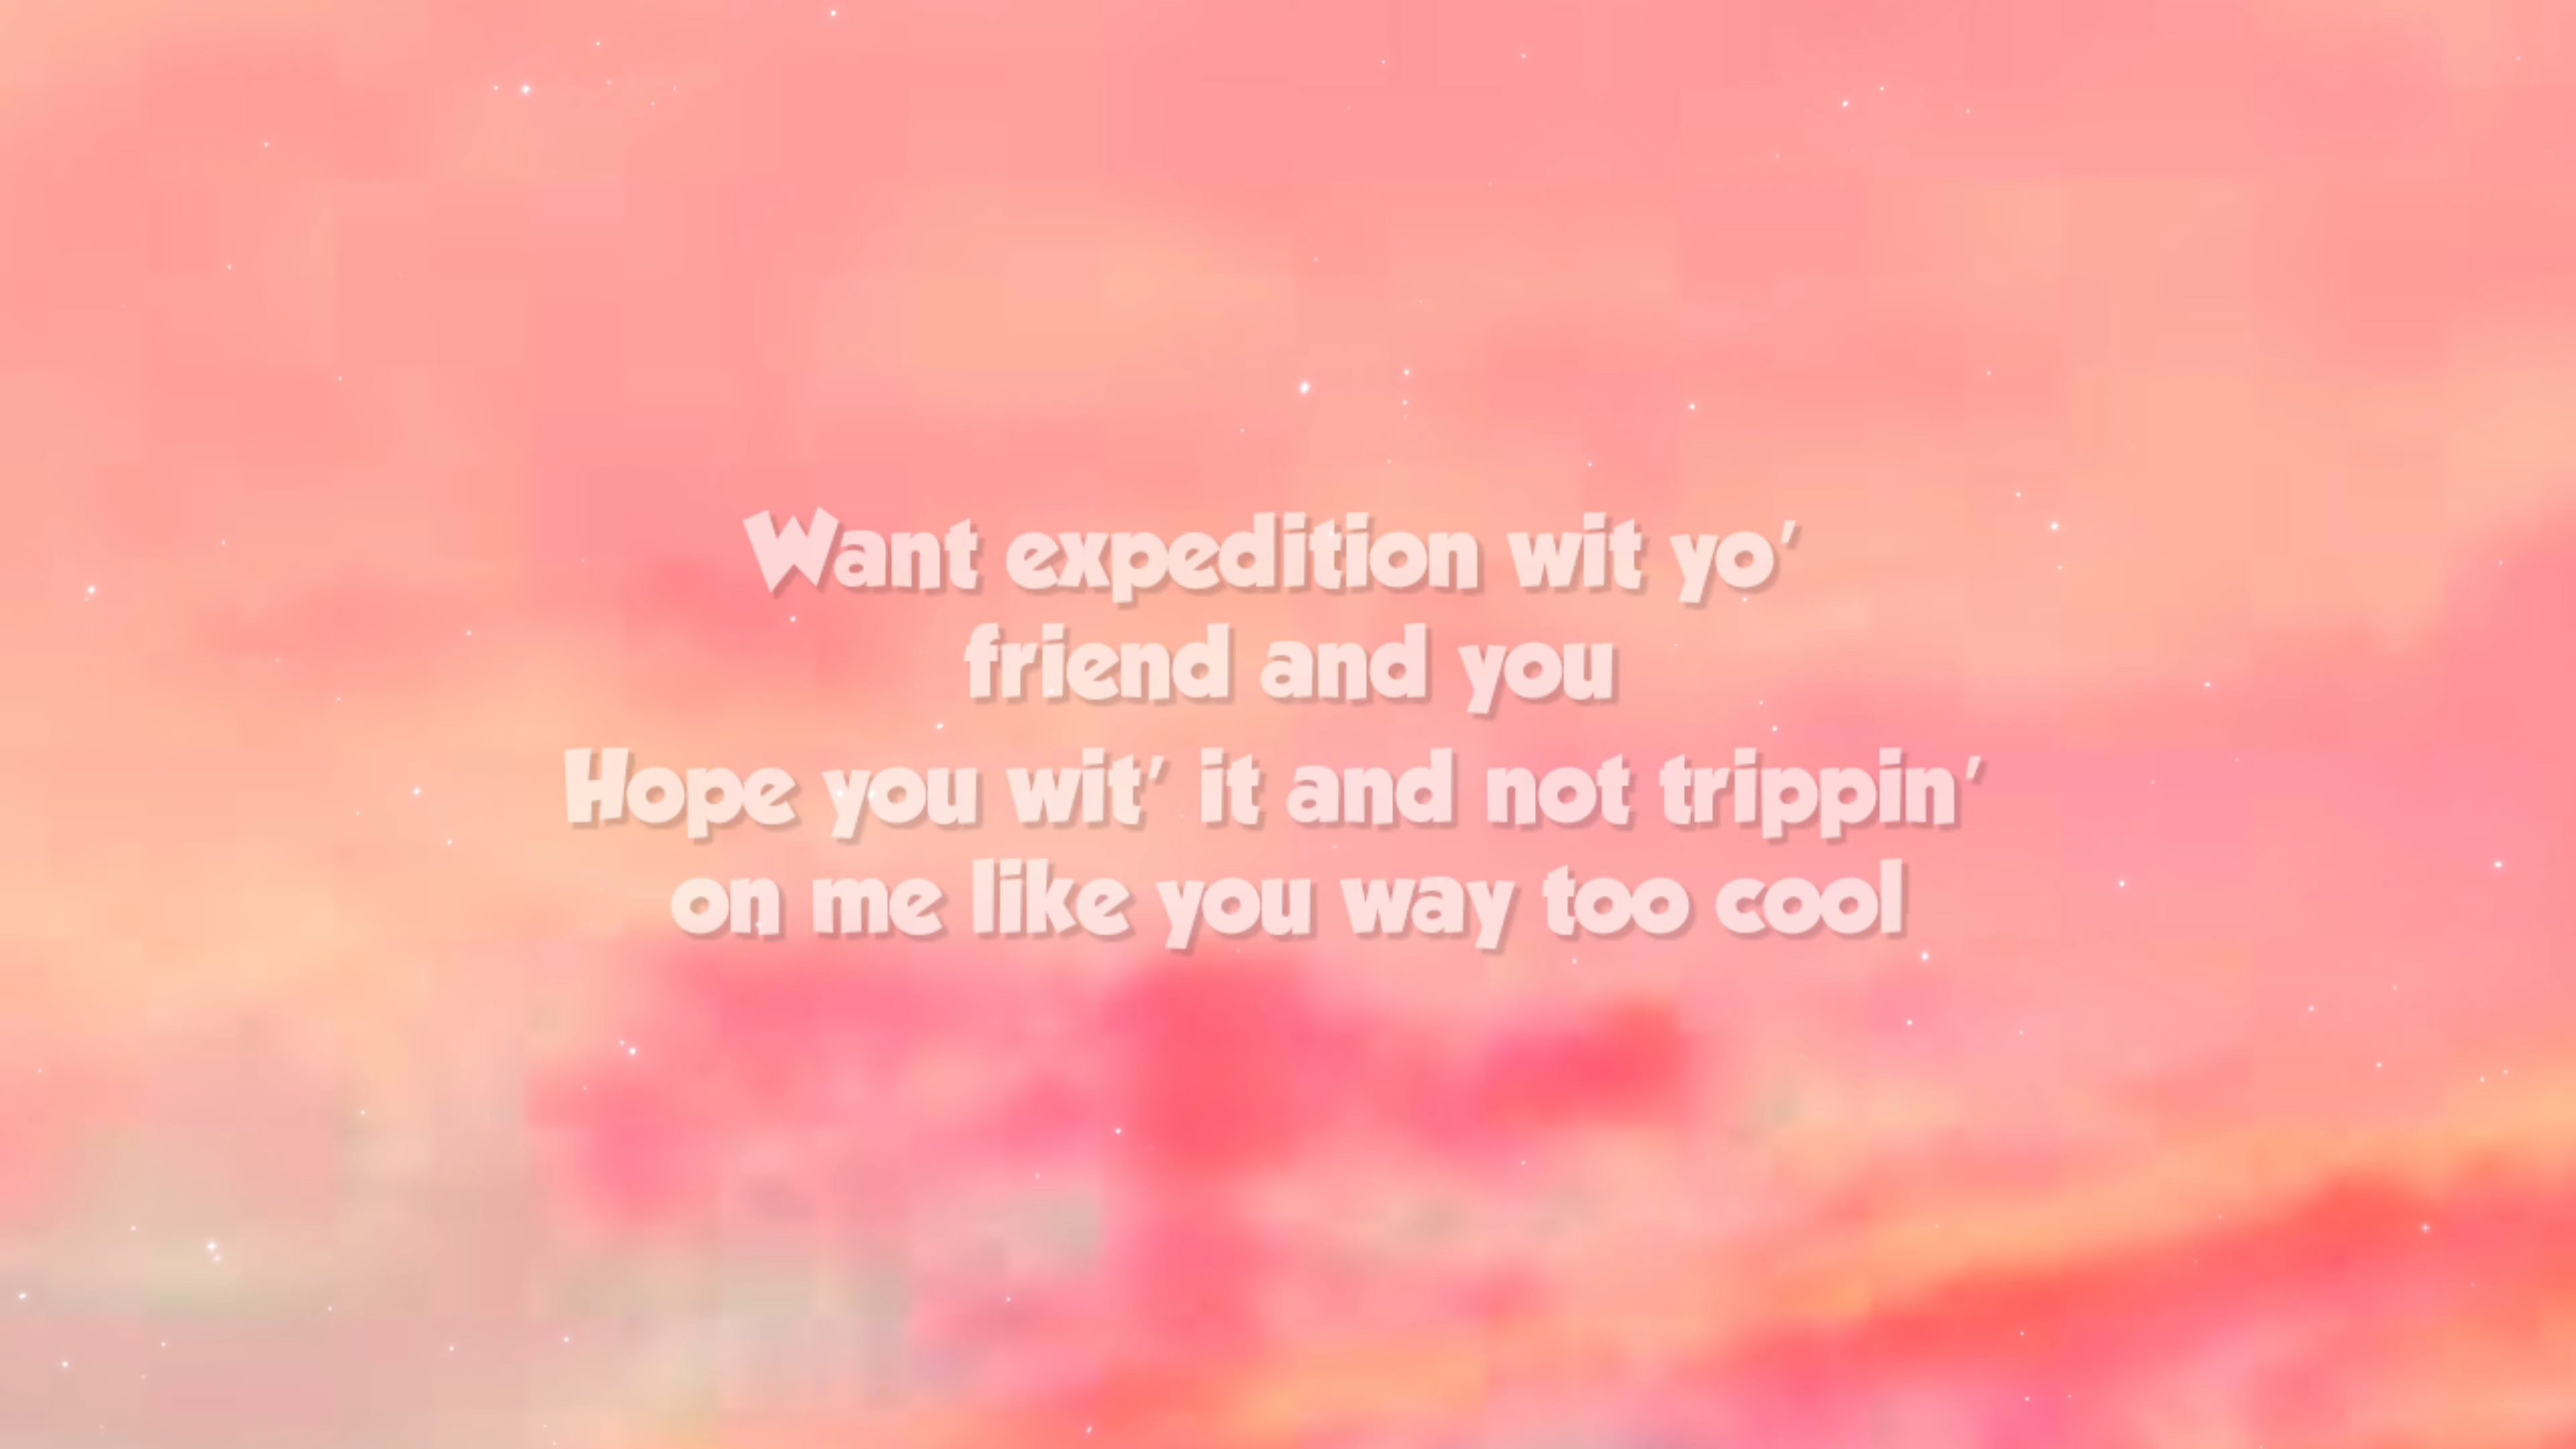 Want expedition wit yo'
friend and you
Hope you wit' it and not trippin'
on me like you way too cool